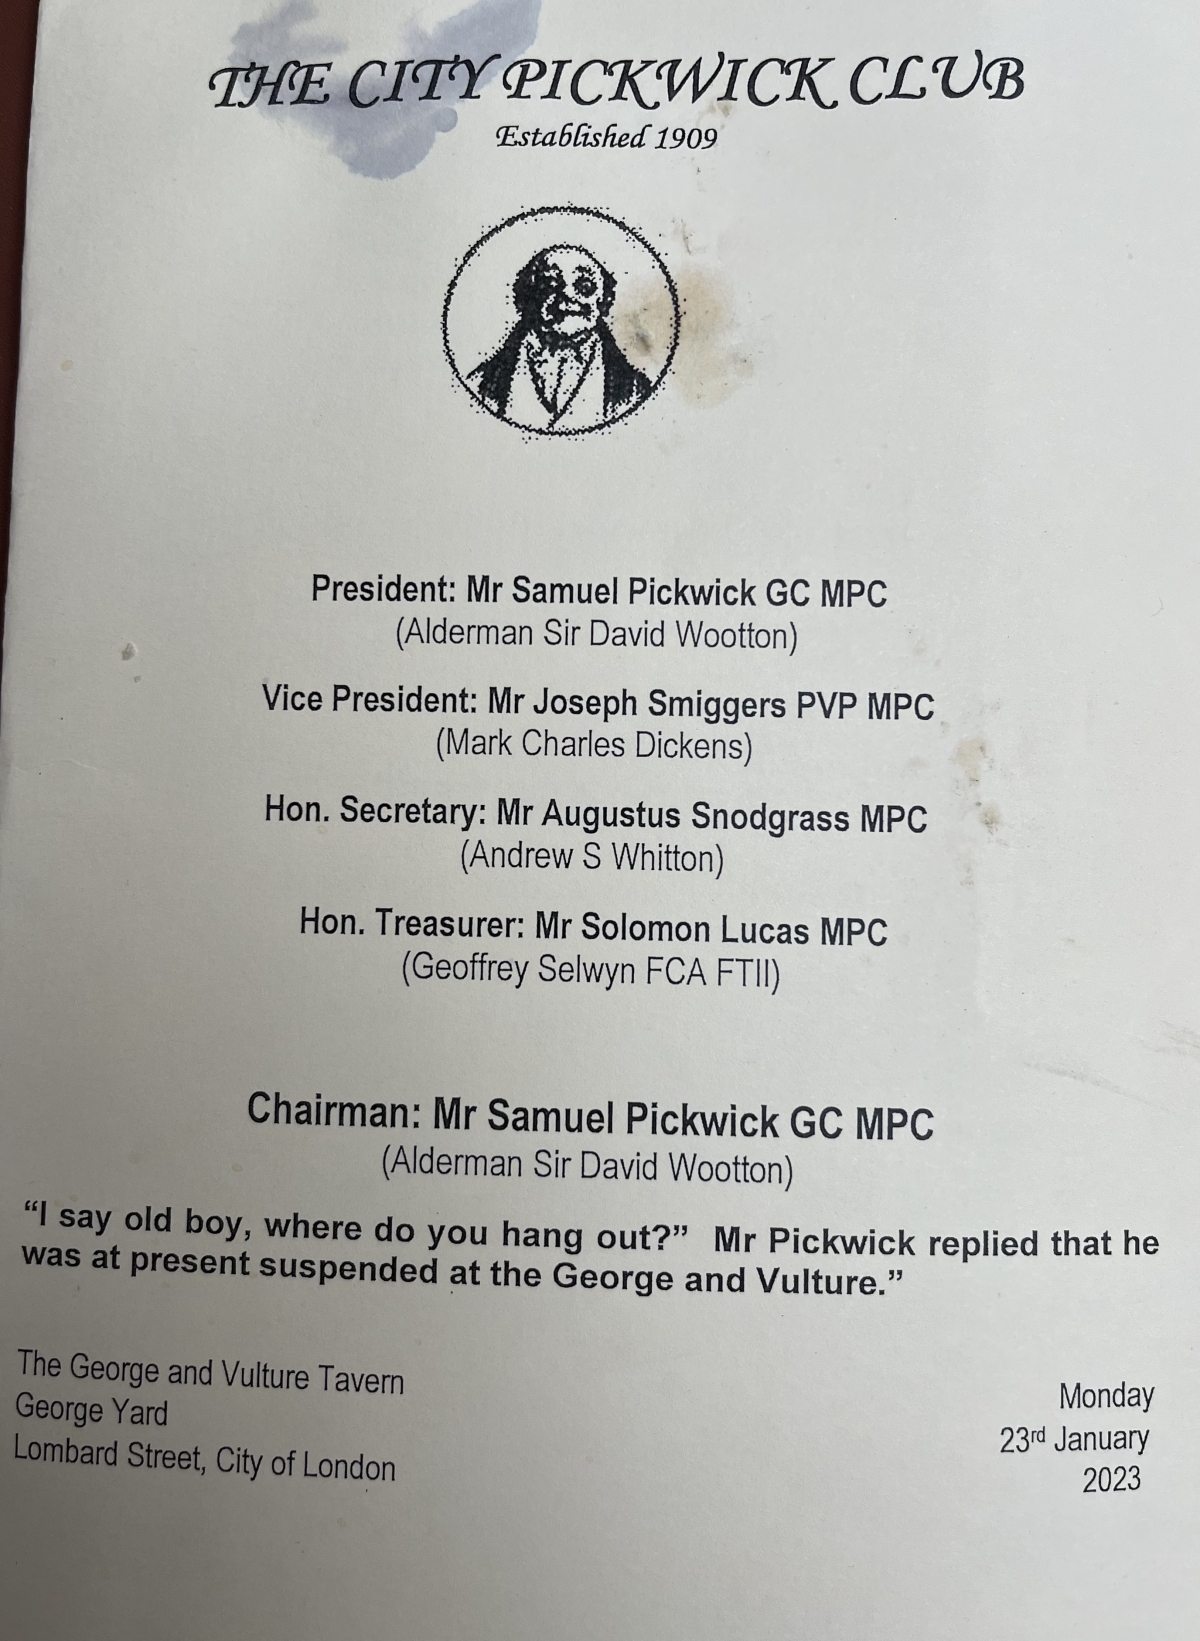 THE CITY PICKWICK CLUB
Established 1909
President: Mr Samuel Pickwick GC MPC
(Alderman Sir David Wootton)
Vice President: Mr Joseph Smiggers PVP MPC
(Mark Charles Dickens)
Hon. Secretary: Mr Augustus Snodgrass MPC
(Andrew S Whitton)
Hon. Treasurer: Mr Solomon Lucas MPC
(Geoffrey Selwyn FCA FTII)
Chairman: Mr Samuel Pickwick GC MPC
(Alderman Sir David Wootton)
“I say old boy, where do you hang out?” Mr Pickwick replied that he
was at present suspended at the George and Vulture.”
The George and Vulture Tavern
George Yard
Lombard Street, City of London
Monday
23rd January
2023